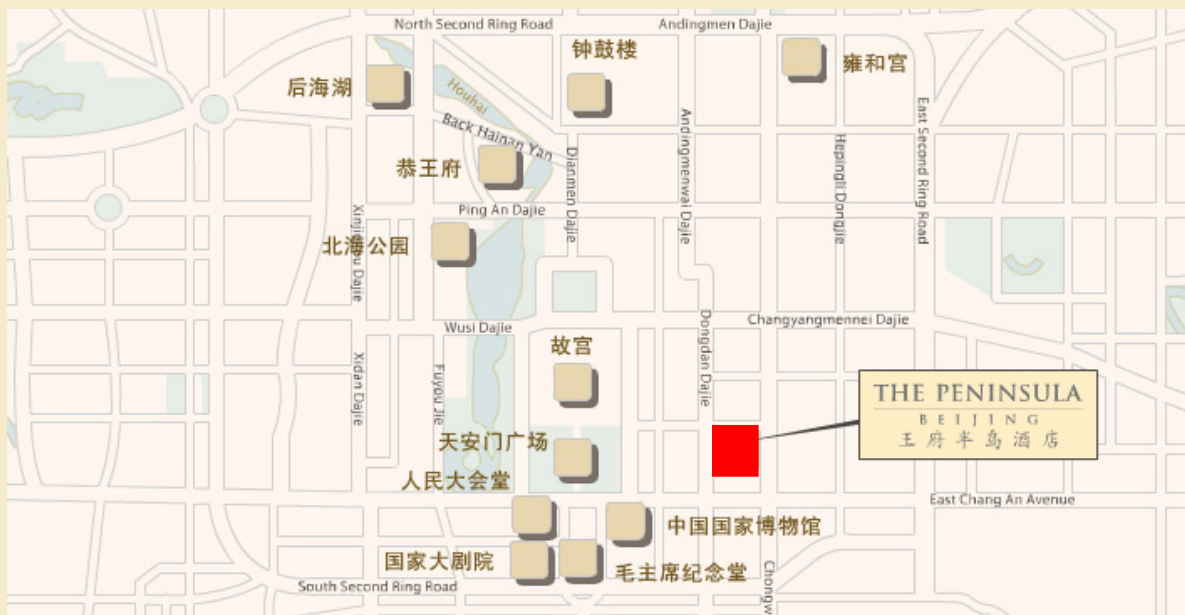 North Second Ring Road
Andingmen Dajie
钟鼓楼
雍和宫
后海湖
Houhai
Back Hainan Yan
East Second Ring Road
Andingmenwai Dajie
Hepingli Dongjie
Dianmen Dajie
恭王府
Ping An Dajie
北海公园
Dongdan Dajie
Changyangmennei Dajie
Wusi Dajie
故宫
Xidan Dajie
Fuyou Jie
THE PENINSULA
BEIJING
王府半岛酒店
天安门广场
人民大会堂
East Chang An Avenue
中国国家博物馆
国家大剧院
毛主席纪念堂
South Second Ring Road
Chongw